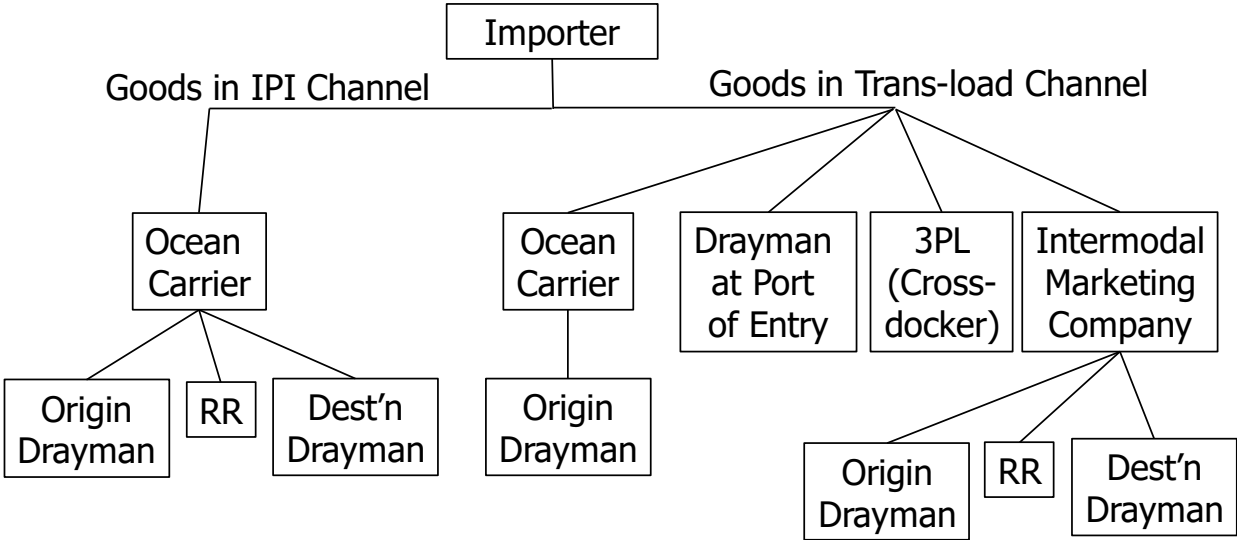 Importer
Goods in IPI Channel
Goods in Trans-load Channel
Ocean
Carrier
Ocean
Carrier
Drayman
at Port
of Entry
3PL
(Cross-
docker)
Intermodal
Marketing
Company
Origin
Drayman
RR
Dest'n
Drayman
Origin
Drayman
Origin
Drayman
RR
Dest'n
Drayman